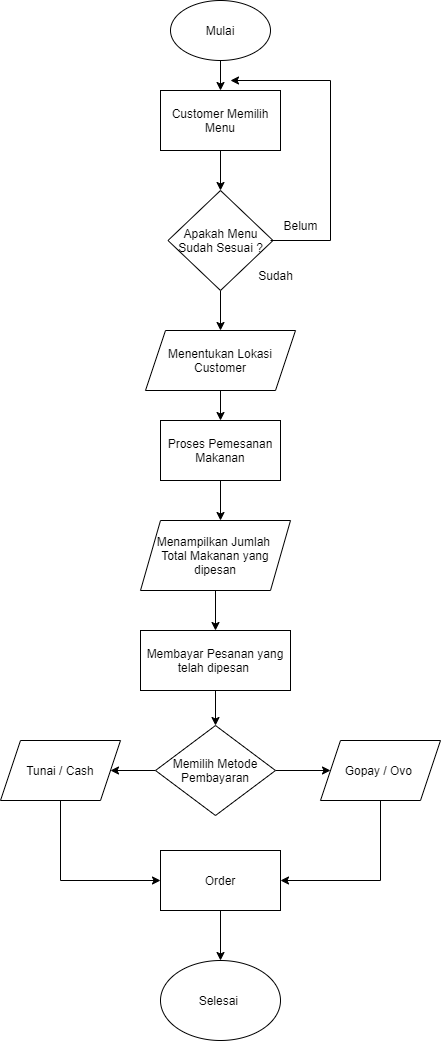 Mulai
Customer Memilih
Menu
Apakah Menu
Sudah Sesuai ?
Belum
Sudah
Menentukan Lokasi
Customer
Proses Pemesanan
Makanan
Menampilkan Jumlah
Total Makanan yang
dipesan
Membayar Pesanan yang
telah dipesan
Memilih Metode
Pembayaran
Tunai / Cash
Gopay / Ovo
Order
Selesai